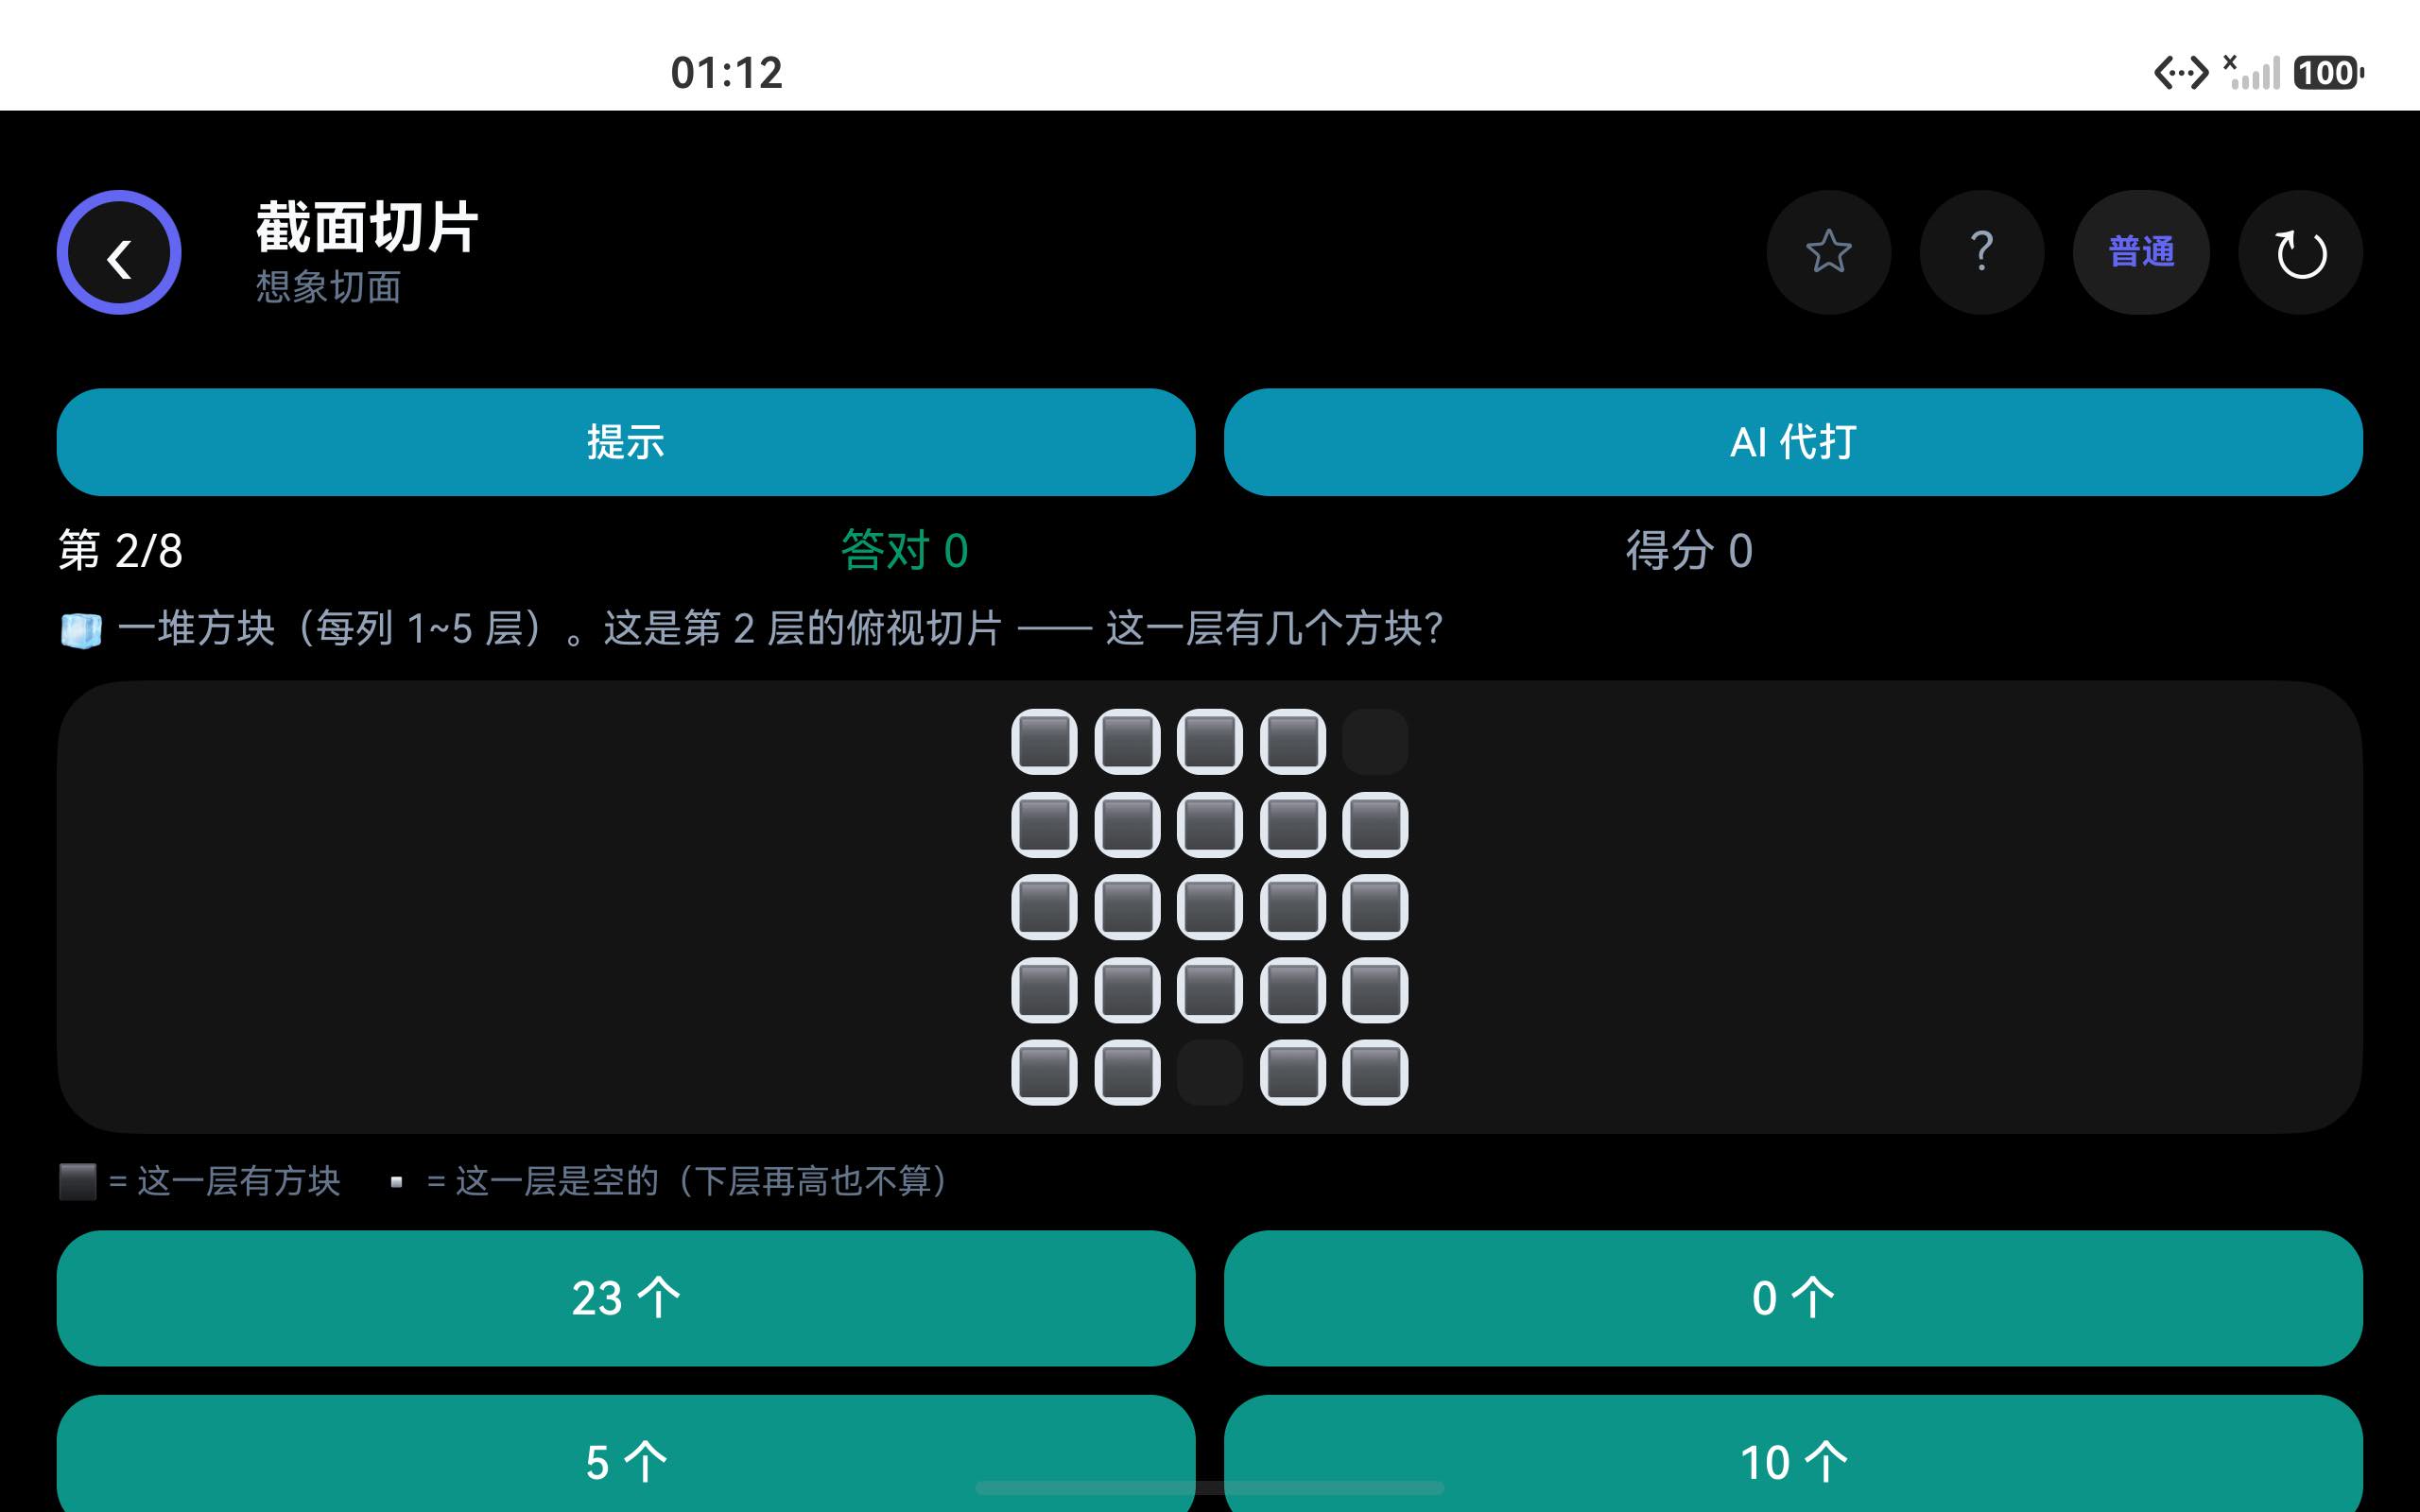 01:12
100
截面切片
想象切面
?
普通
提示
AI 代打
第 2/8
答对 0
得分 0
一堆方块（每列 1~5 层）。这是第 2 层的俯视切片 —— 这一层有几个方块?
= 这一层有方块 ▫ = 这一层是空的（下层再高也不算）
23 个
0 个
5 个
10 个